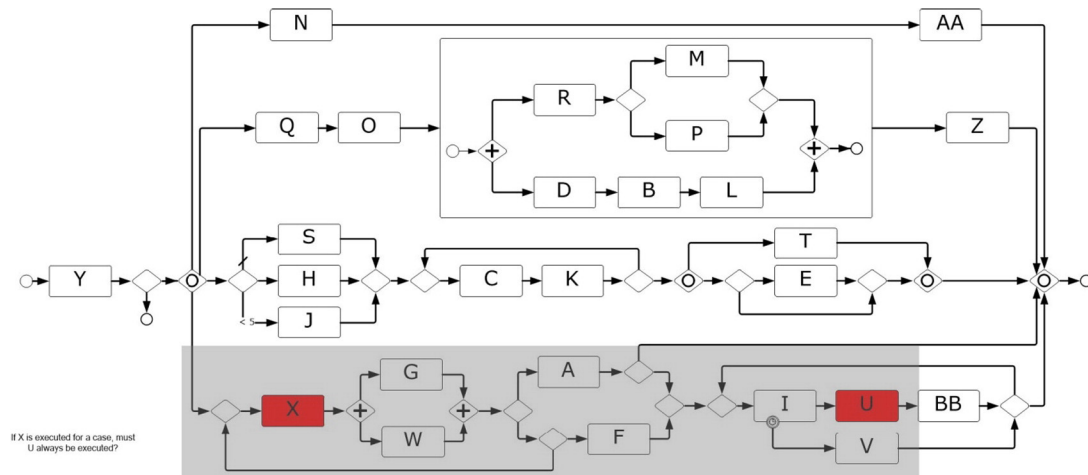 N
AA
M
R
Q
O
Z
P
D
B
L
S
T
Y
H
C
K
E
< 5
J
G
A
X
I
U
BB
W
F
V
If X is executed for a case, must
U always be executed?